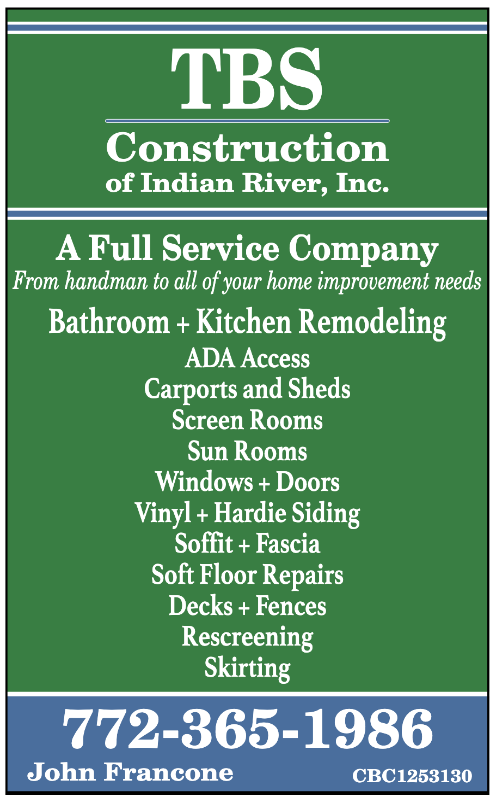 TBS
Construction
of Indian River, Inc.
A Full Service Company
From handman to all of your home improvement needs
Bathroom + Kitchen Remodeling
ADA Access
Carports and Sheds
Screen Rooms
Sun Rooms
Windows + Doors
Vinyl + Hardie Siding
Soffit + Fascia
Soft Floor Repairs
Decks + Fences
Rescreening
Skirting
772-365-1986
John Francone CBC1253130